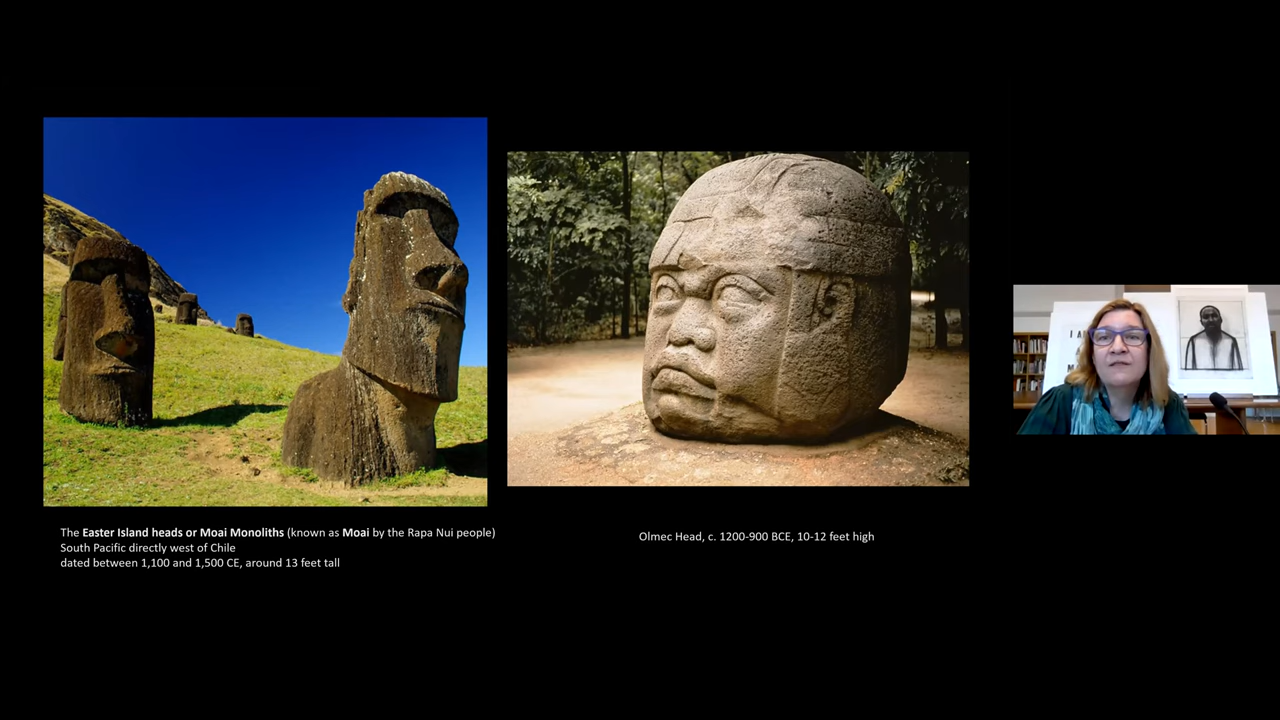 The Easter Island heads or Moai Monoliths (known as Moai by the Rapa Nui people)
South Pacific directly west of Chile
dated between 1,100 and 1,500 CE, around 13 feet tall
Olmec Head, c. 1200-900 BCE, 10-12 feet high
I A